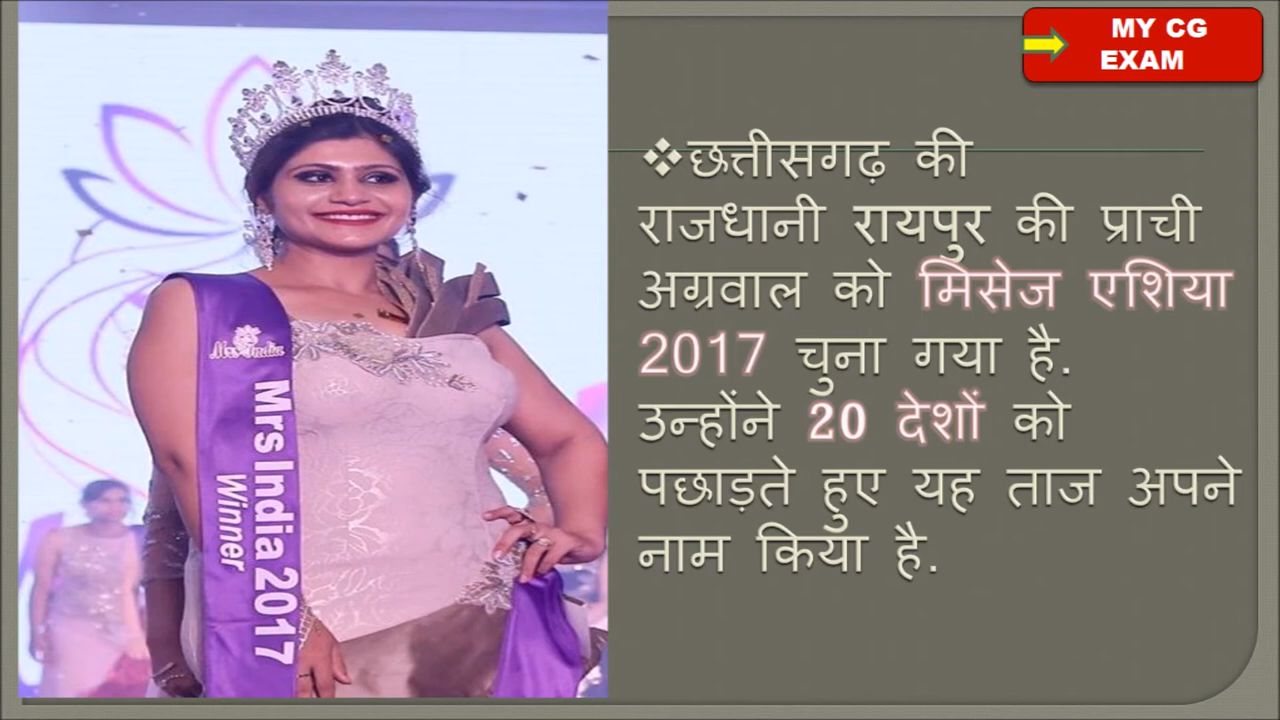 MY CG
EXAM
❖छत्तीसगढ़ की
राजधानी रायपुर की प्राची
अग्रवाल को मिसेज एशिया
2017 चुना गया है.
उन्होंने 20 देशों को
पछाड़ते हुए यह ताज अपने
नाम किया है.
Mrs India
Mrs India 2017
Winner